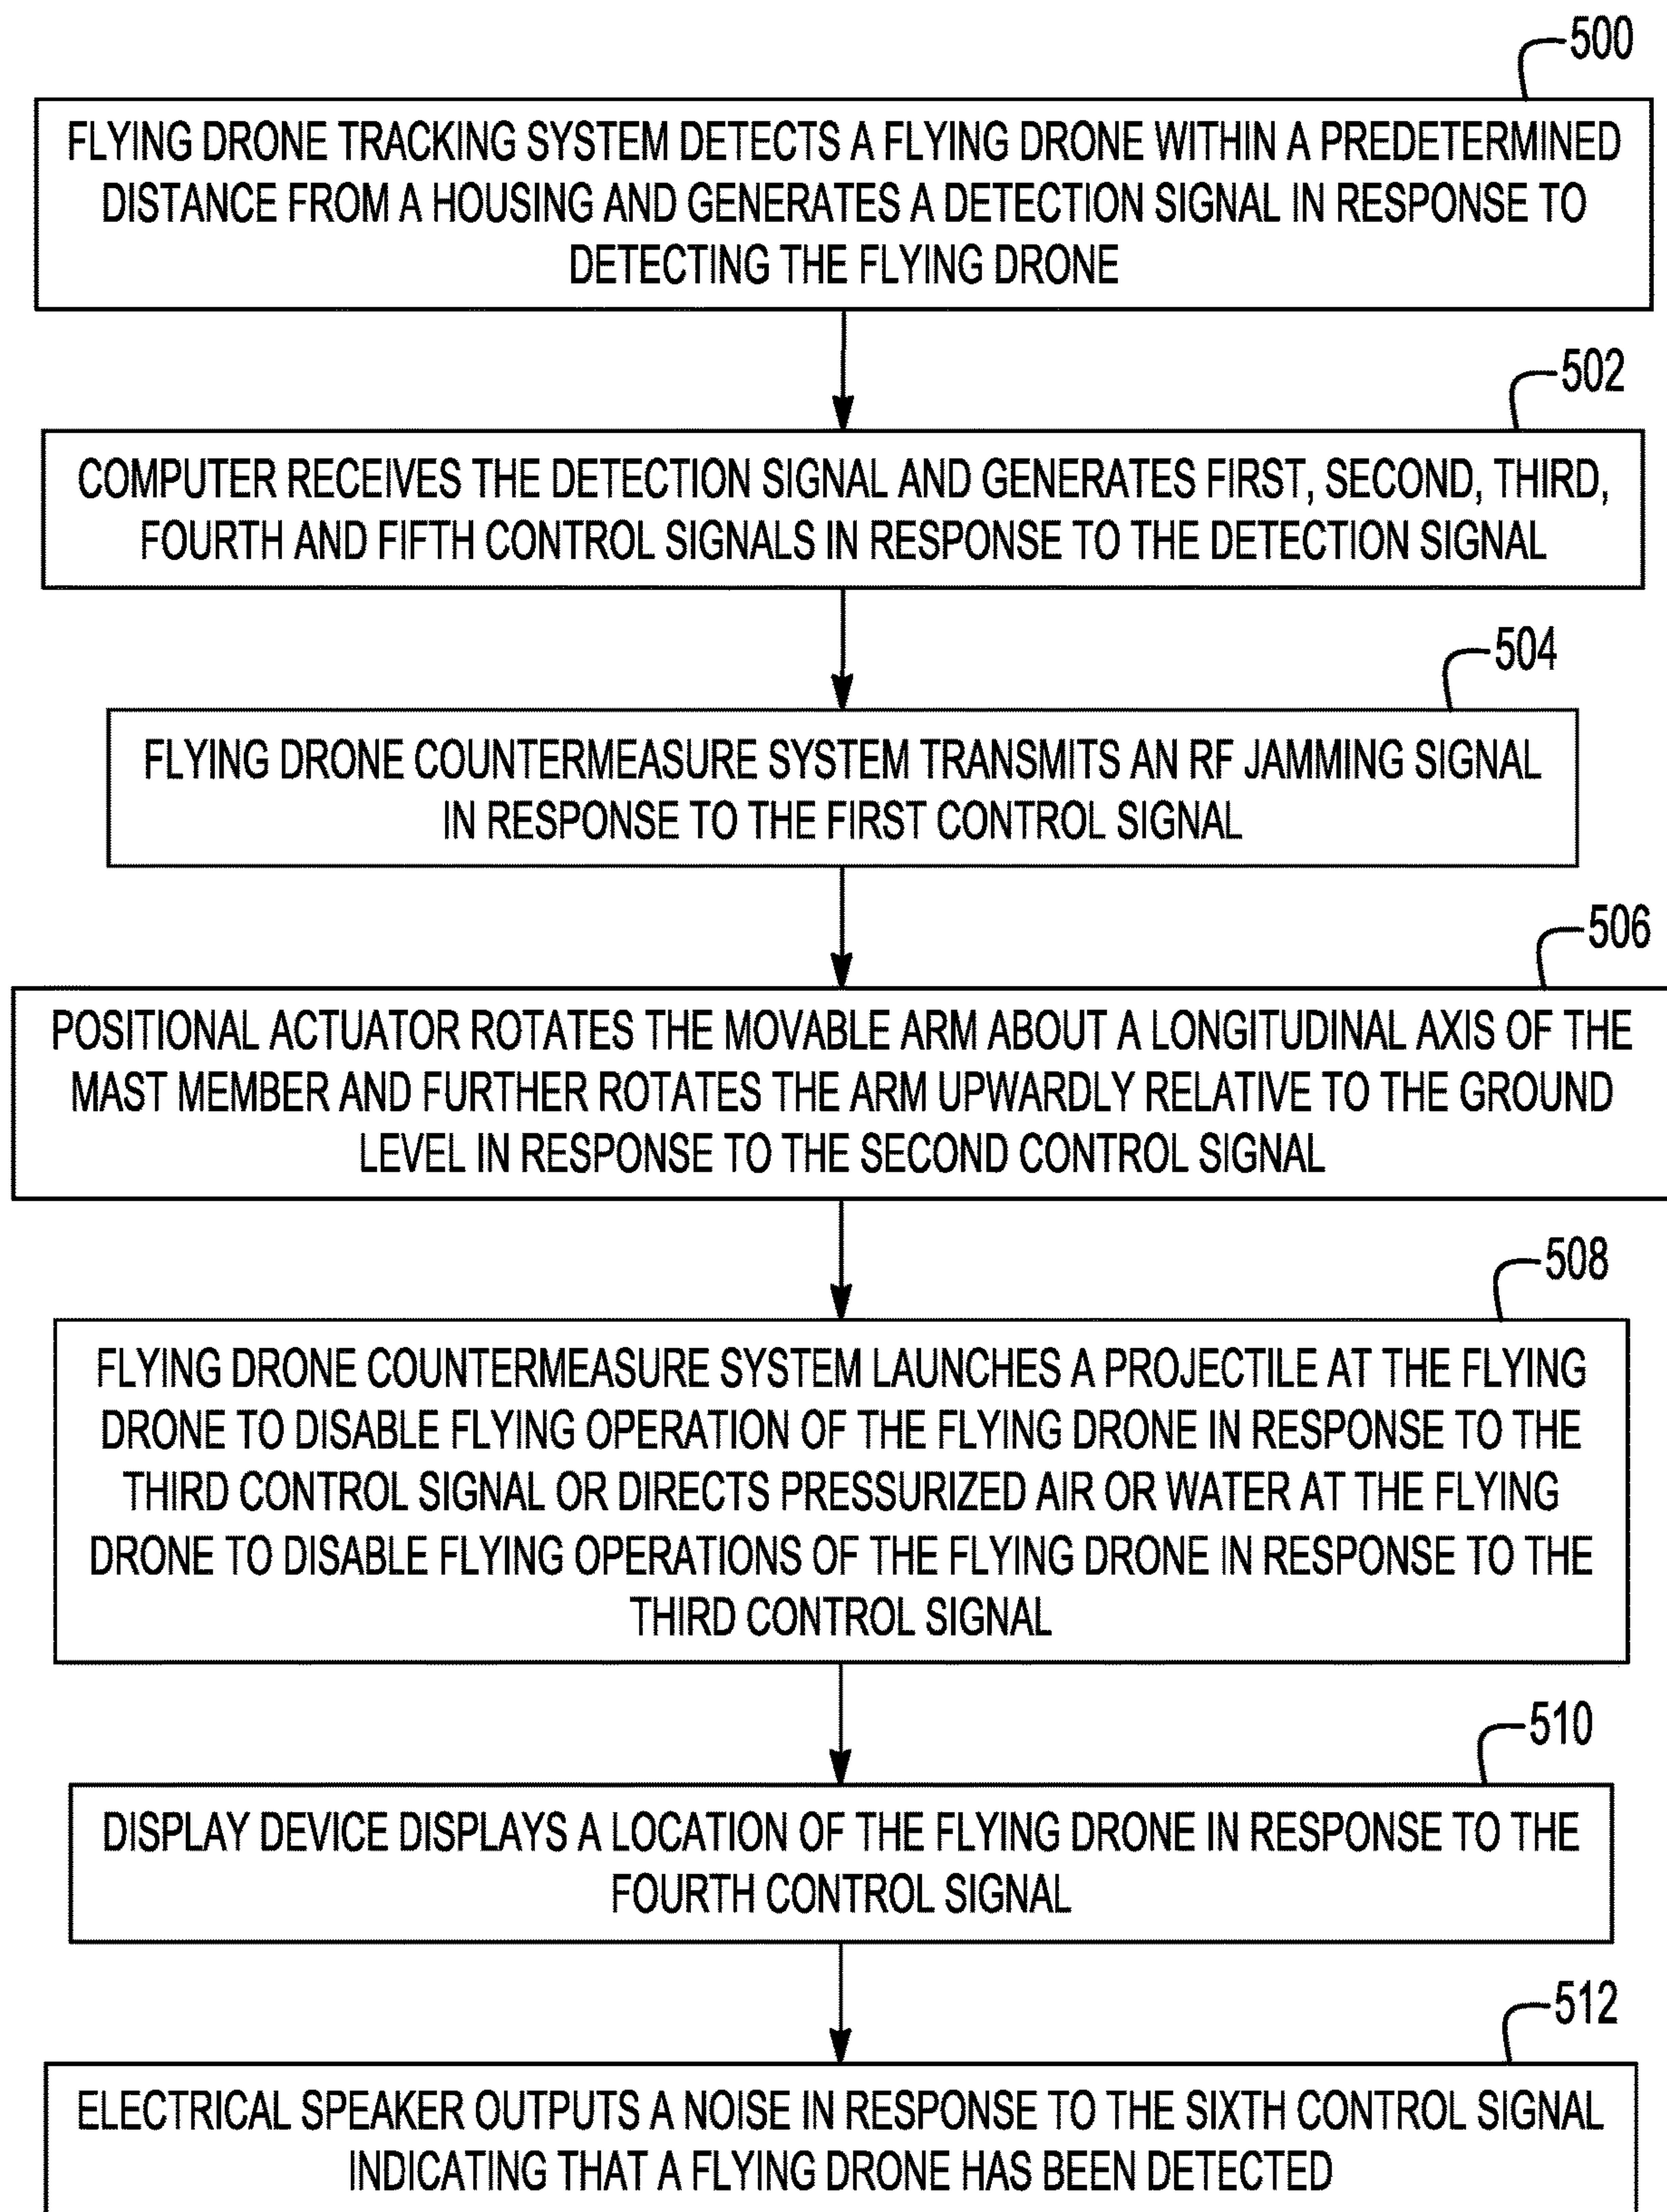 500
FLYING DRONE TRACKING SYSTEM DETECTS A FLYING DRONE WITHIN A PREDETERMINED
DISTANCE FROM A HOUSING AND GENERATES A DETECTION SIGNAL IN RESPONSE TO
DETECTING THE FLYING DRONE
502
COMPUTER RECEIVES THE DETECTION SIGNAL AND GENERATES FIRST, SECOND, THIRD,
FOURTH AND FIFTH CONTROL SIGNALS IN RESPONSE TO THE DETECTION SIGNAL
504
FLYING DRONE COUNTERMEASURE SYSTEM TRANSMITS AN RF JAMMING SIGNAL
IN RESPONSE TO THE FIRST CONTROL SIGNAL
506
POSITIONAL ACTUATOR ROTATES THE MOVABLE ARM ABOUT A LONGITUDINAL AXIS OF THE
MAST MEMBER AND FURTHER ROTATES THE ARM UPWARDLY RELATIVE TO THE GROUND
LEVEL IN RESPONSE TO THE SECOND CONTROL SIGNAL
508
FLYING DRONE COUNTERMEASURE SYSTEM LAUNCHES A PROJECTILE AT THE FLYING
DRONE TO DISABLE FLYING OPERATION OF THE FLYING DRONE IN RESPONSE TO THE
THIRD CONTROL SIGNAL OR DIRECTS PRESSURIZED AIR OR WATER AT THE FLYING
DRONE TO DISABLE FLYING OPERATIONS OF THE FLYING DRONE IN RESPONSE TO THE
THIRD CONTROL SIGNAL
510
DISPLAY DEVICE DISPLAYS A LOCATION OF THE FLYING DRONE IN RESPONSE TO THE
FOURTH CONTROL SIGNAL
512
ELECTRICAL SPEAKER OUTPUTS A NOISE IN RESPONSE TO THE SIXTH CONTROL SIGNAL
INDICATING THAT A FLYING DRONE HAS BEEN DETECTED